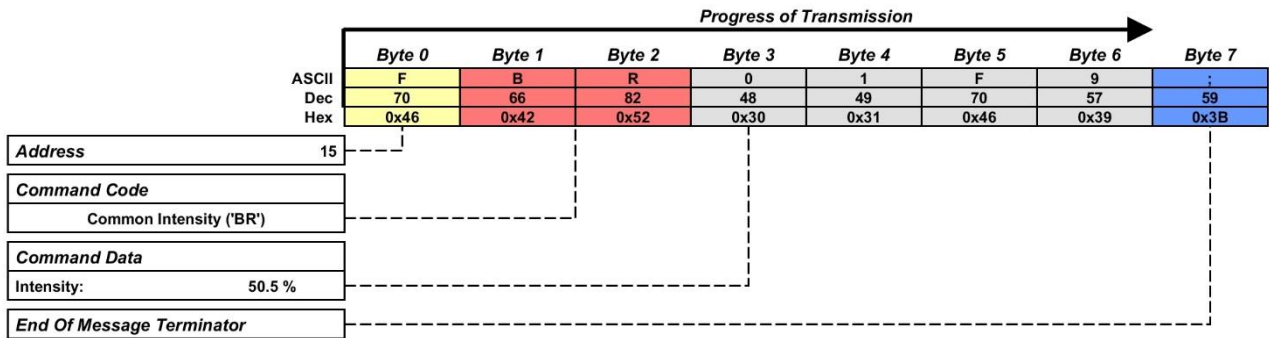 Progress of Transmission
Byte 0 Byte 1 Byte 2 Byte 3 Byte 4 Byte 5 Byte 6 Byte 7
ASCII F B R 0 1 F 9 ;
Dec 70 66 82 48 49 70 57 59
Hex 0x46 0x42 0x52 0x30 0x31 0x46 0x39 0x3B
Address 15
Command Code
Common Intensity ('BR')
Command Data
Intensity: 50.5 %
End Of Message Terminator